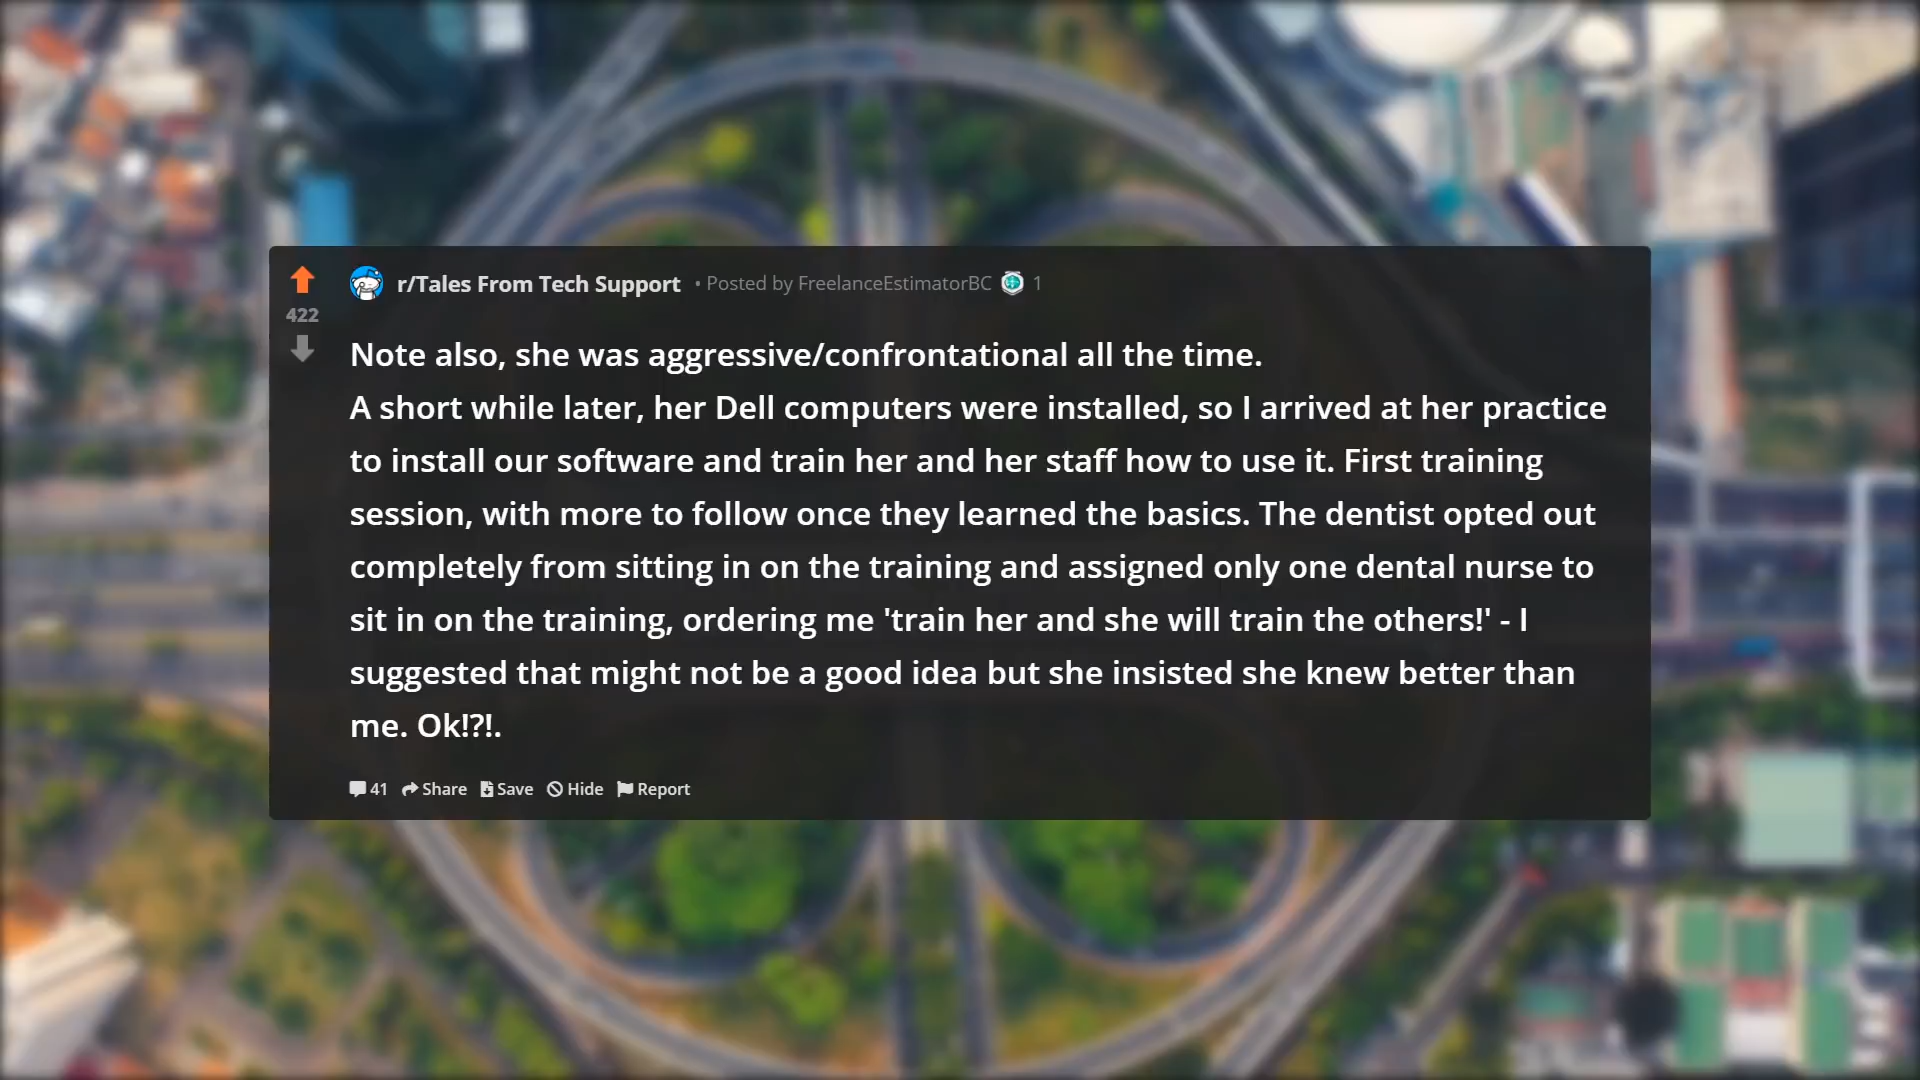 r/Tales From Tech Support • Posted by FreelanceEstimatorBC 1
422
Note also, she was aggressive/confrontational all the time.
A short while later, her Dell computers were installed, so I arrived at her practice
to install our software and train her and her staff how to use it. First training
session, with more to follow once they learned the basics. The dentist opted out
completely from sitting in on the training and assigned only one dental nurse to
sit in on the training, ordering me 'train her and she will train the others!' - I
suggested that might not be a good idea but she insisted she knew better than
me. Ok!?!.
41 Share Save Hide Report